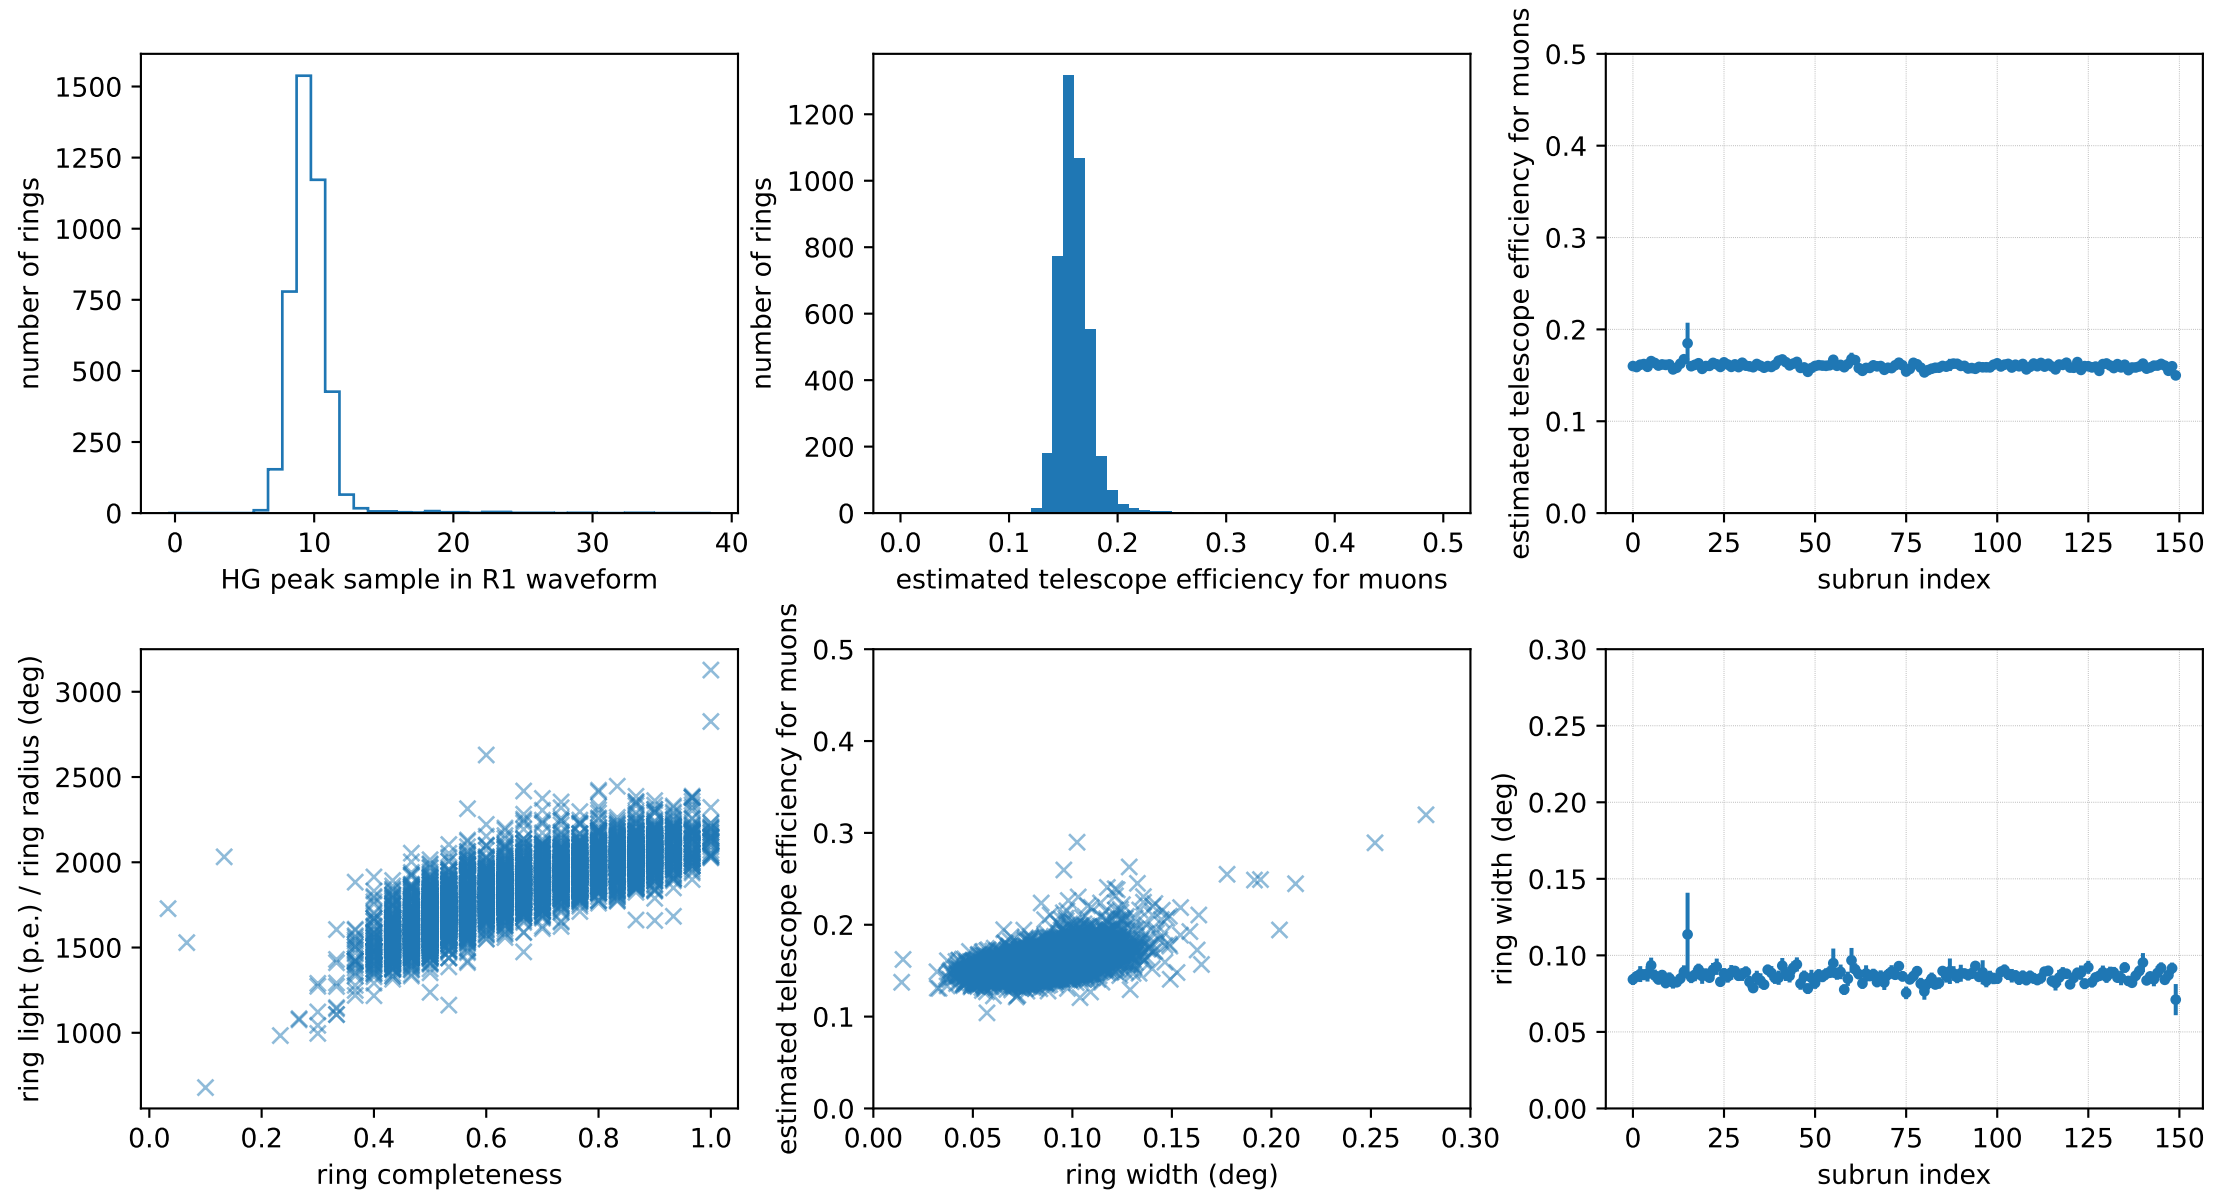 1500
1250
1000
750
500
250
0
number of rings
0 10 20 30 40
HG peak sample in R1 waveform
1200
1000
800
600
400
200
0
number of rings
0.0 0.1 0.2 0.3 0.4 0.5
estimated telescope efficiency for muons
0.5
0.4
0.3
0.2
0.1
0.0
estimated telescope efficiency for muons
0 25 50 75 100 125 150
subrun index
3000
2500
2000
1500
1000
ring light (p.e.) / ring radius (deg)
0.0 0.2 0.4 0.6 0.8 1.0
ring completeness
0.5
0.4
0.3
0.2
0.1
0.0
estimated telescope efficiency for muons
0.00 0.05 0.10 0.15 0.20 0.25 0.30
ring width (deg)
0.30
0.25
0.20
0.15
0.10
0.05
0.00
ring width (deg)
0 25 50 75 100 125 150
subrun index